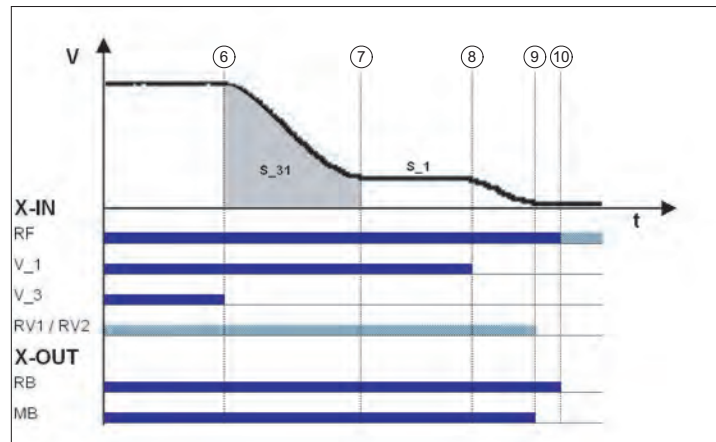 ⑥ ⑦ ⑧ ⑨ ⑩
V
S_31
S_1
X-IN
t
RF
V_1
V_3
RV1 / RV2
X-OUT
RB
MB